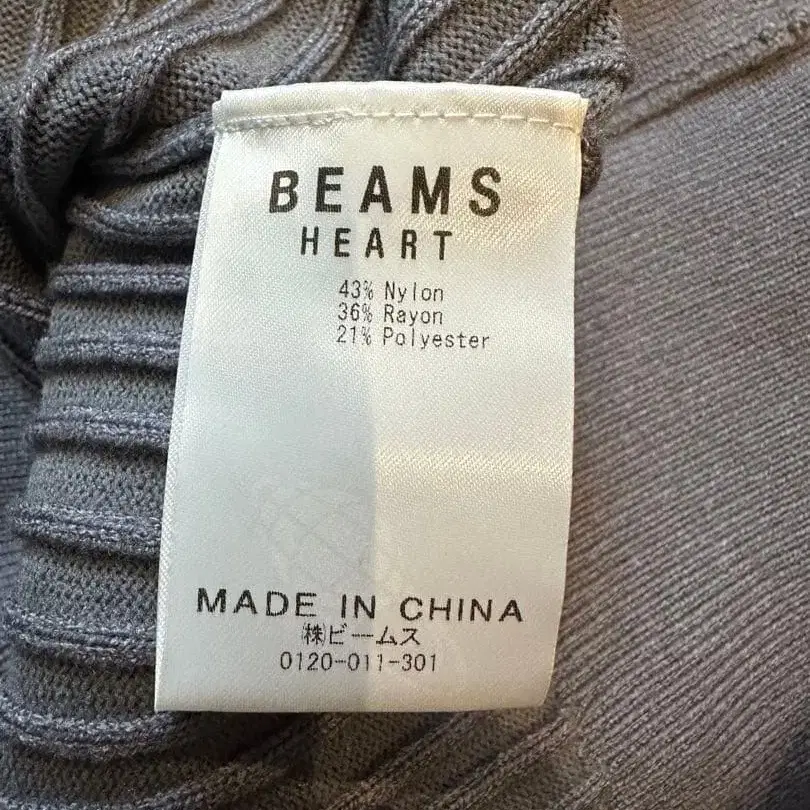 BEAMS
HEART
43% Nylon
36% Rayon
21% Polyester
MADE IN CHINA
㈱ビームス
0120-011-301